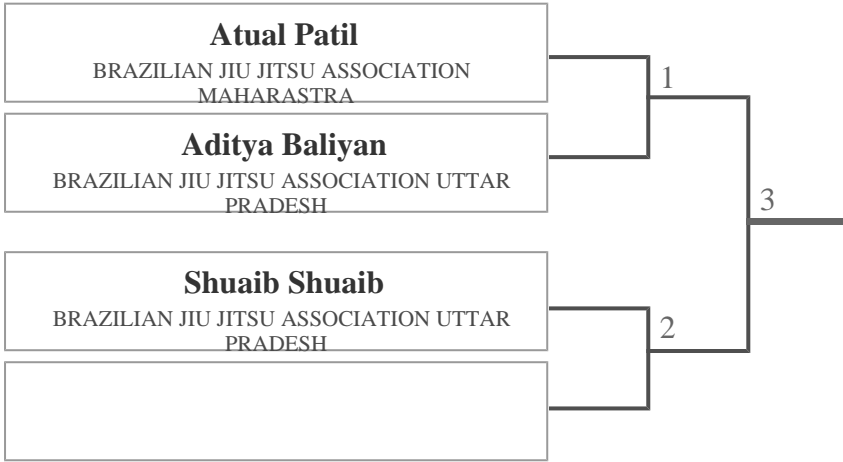 Atual Patil
BRAZILIAN JIU JITSU ASSOCIATION
MAHARASTRA
1
Aditya Baliyan
BRAZILIAN JIU JITSU ASSOCIATION UTTAR
PRADESH
3
Shuaib Shuaib
BRAZILIAN JIU JITSU ASSOCIATION UTTAR
PRADESH
2